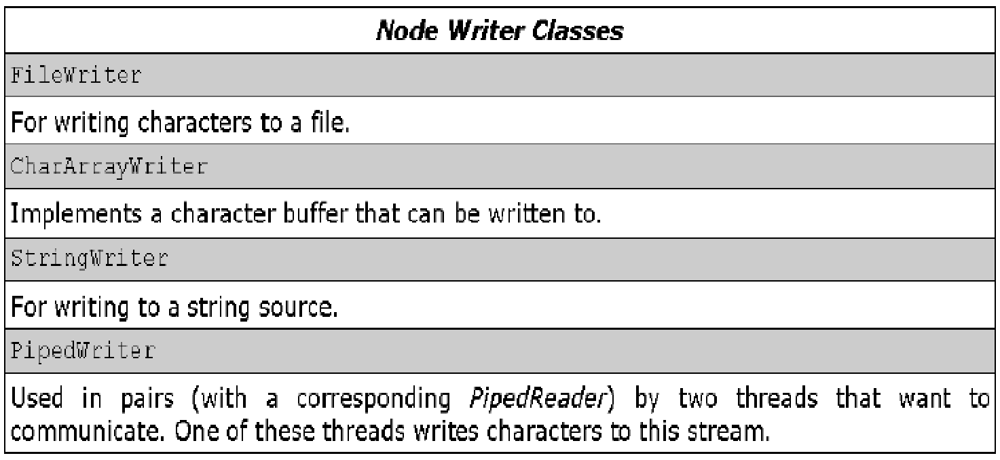 Node Writer Classes
FileWriter
For writing characters to a file.
CharArrayWriter
Implements a character buffer that can be written to.
StringWriter
For writing to a string source.
PipedWriter
Used in pairs (with a corresponding PipedReader) by two threads that want to
communicate. One of these threads writes characters to this stream.